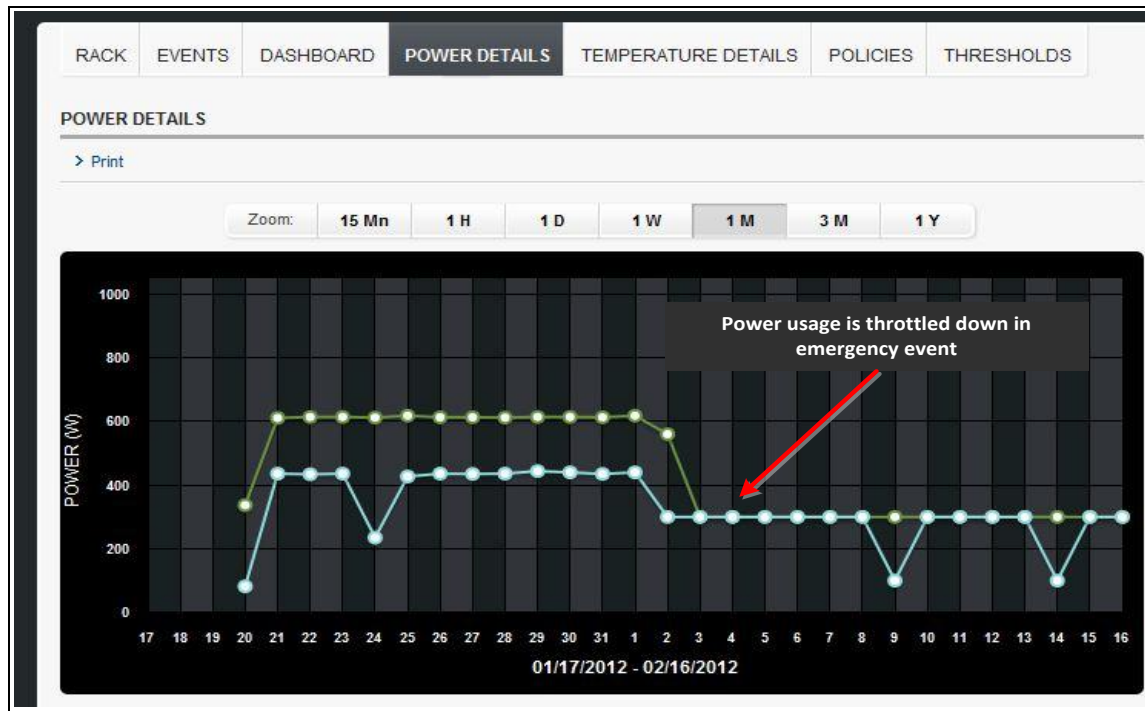 RACK EVENTS DASHBOARD POWER DETAILS TEMPERATURE DETAILS POLICIES THRESHOLDS
POWER DETAILS
> Print
Zoom: 15 Mn 1 H 1 D 1 W 1 M 3 M 1 Y
Power usage is throttled down in
emergency event
POWER (W)
1000
800
600
400
200
0
17 18 19 20 21 22 23 24 25 26 27 28 29 30 31 1 2 3 4 5 6 7 8 9 10 11 12 13 14 15 16
01/17/2012 - 02/16/2012